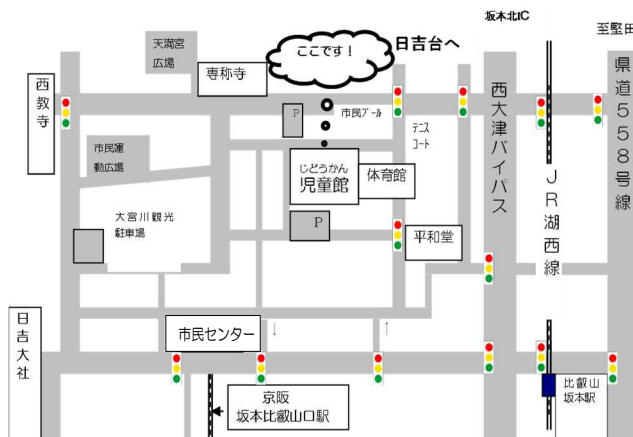 坂本北IC
至堅田
天満宮
広場
ここです!
日吉台へ
専称寺
西教寺
P
市民プール
テニス
コート
西大津バイパス
県道558号線
市民運
動広場
じどうかん
児童館
体育館
JR湖西線
大宮川観光
駐車場
P
平和堂
日吉大社
市民センター
↓
↑
京阪
坂本比叡山口駅
比叡山
坂本駅